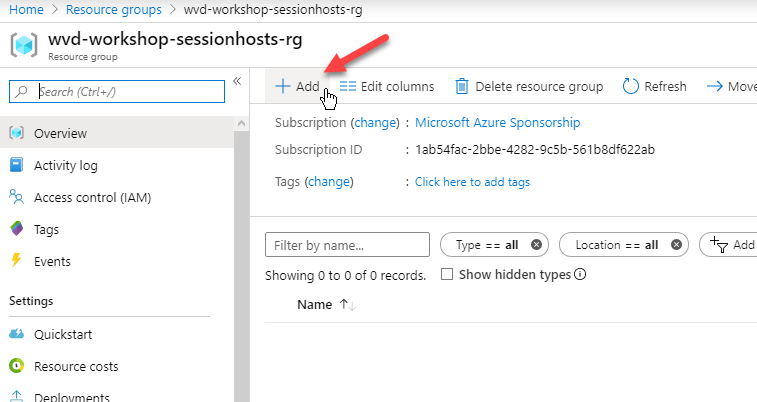 Home > Resource groups > wvd-workshop-sessionhosts-rg
wvd-workshop-sessionhosts-rg
Resource group
Search (Ctrl+/)
Overview
Activity log
Access control (IAM)
Tags
Events
Settings
Quickstart
Resource costs
Deployments
Add Edit columns Delete resource group Refresh Move
Subscription (change) : Microsoft Azure Sponsorship
Subscription ID : 1ab54fac-2bbe-4282-9c5b-561b8df622ab
Tags (change) : Click here to add tags
Filter by name... Type == all Location == all Add
Showing 0 to 0 of 0 records. Show hidden types
Name